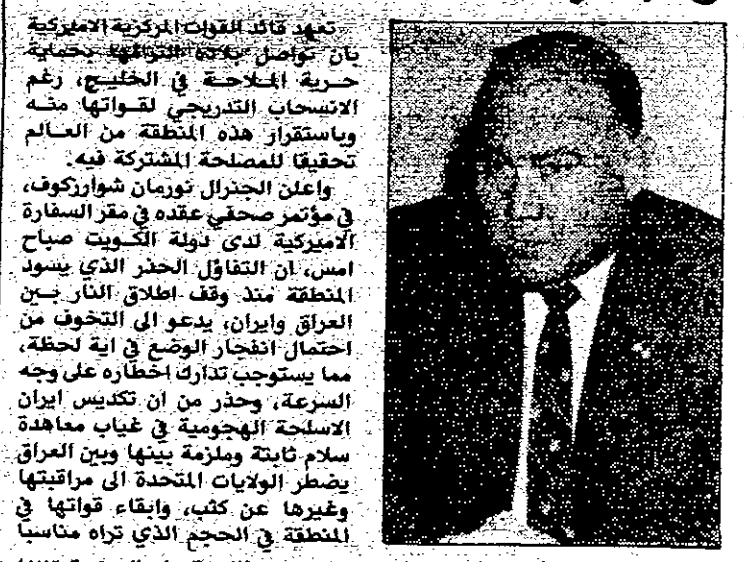 تعهد قائد القوات المركزية الاميركية
بان تواصل بلاده التزامها بحماية
حرية الملاحة في الخليج، رغم
الانسحاب التدريجي لقواتها منه
وباستقرار هذه المنطقة من العالم
تحقيقا للمصلحة المشتركة فيه.
واعلن الجنرال نورمان شوارزكوف،
في مؤتمر صحفي عقده في مقر السفارة
الاميركية لدى دولة الكويت صباح
امس، ان التفاؤل الحذر الذي يسود
المنطقة منذ وقف اطلاق النار بين
العراق وايران، يدعو الى التخوف من
احتمال انفجار الوضع في اية لحظة،
مما يستوجب تدارك اخطاره على وجه
السرعة، وحذر من ان تكديس ايران
الاسلحة الهجومية في غياب معاهدة
سلام ثابتة وملزمة بينها وبين العراق
يضطر الولايات المتحدة الى مراقبتها
وغيرها عن كثب، وابقاء قواتها في
المنطقة في الحجم الذي تراه مناسبا